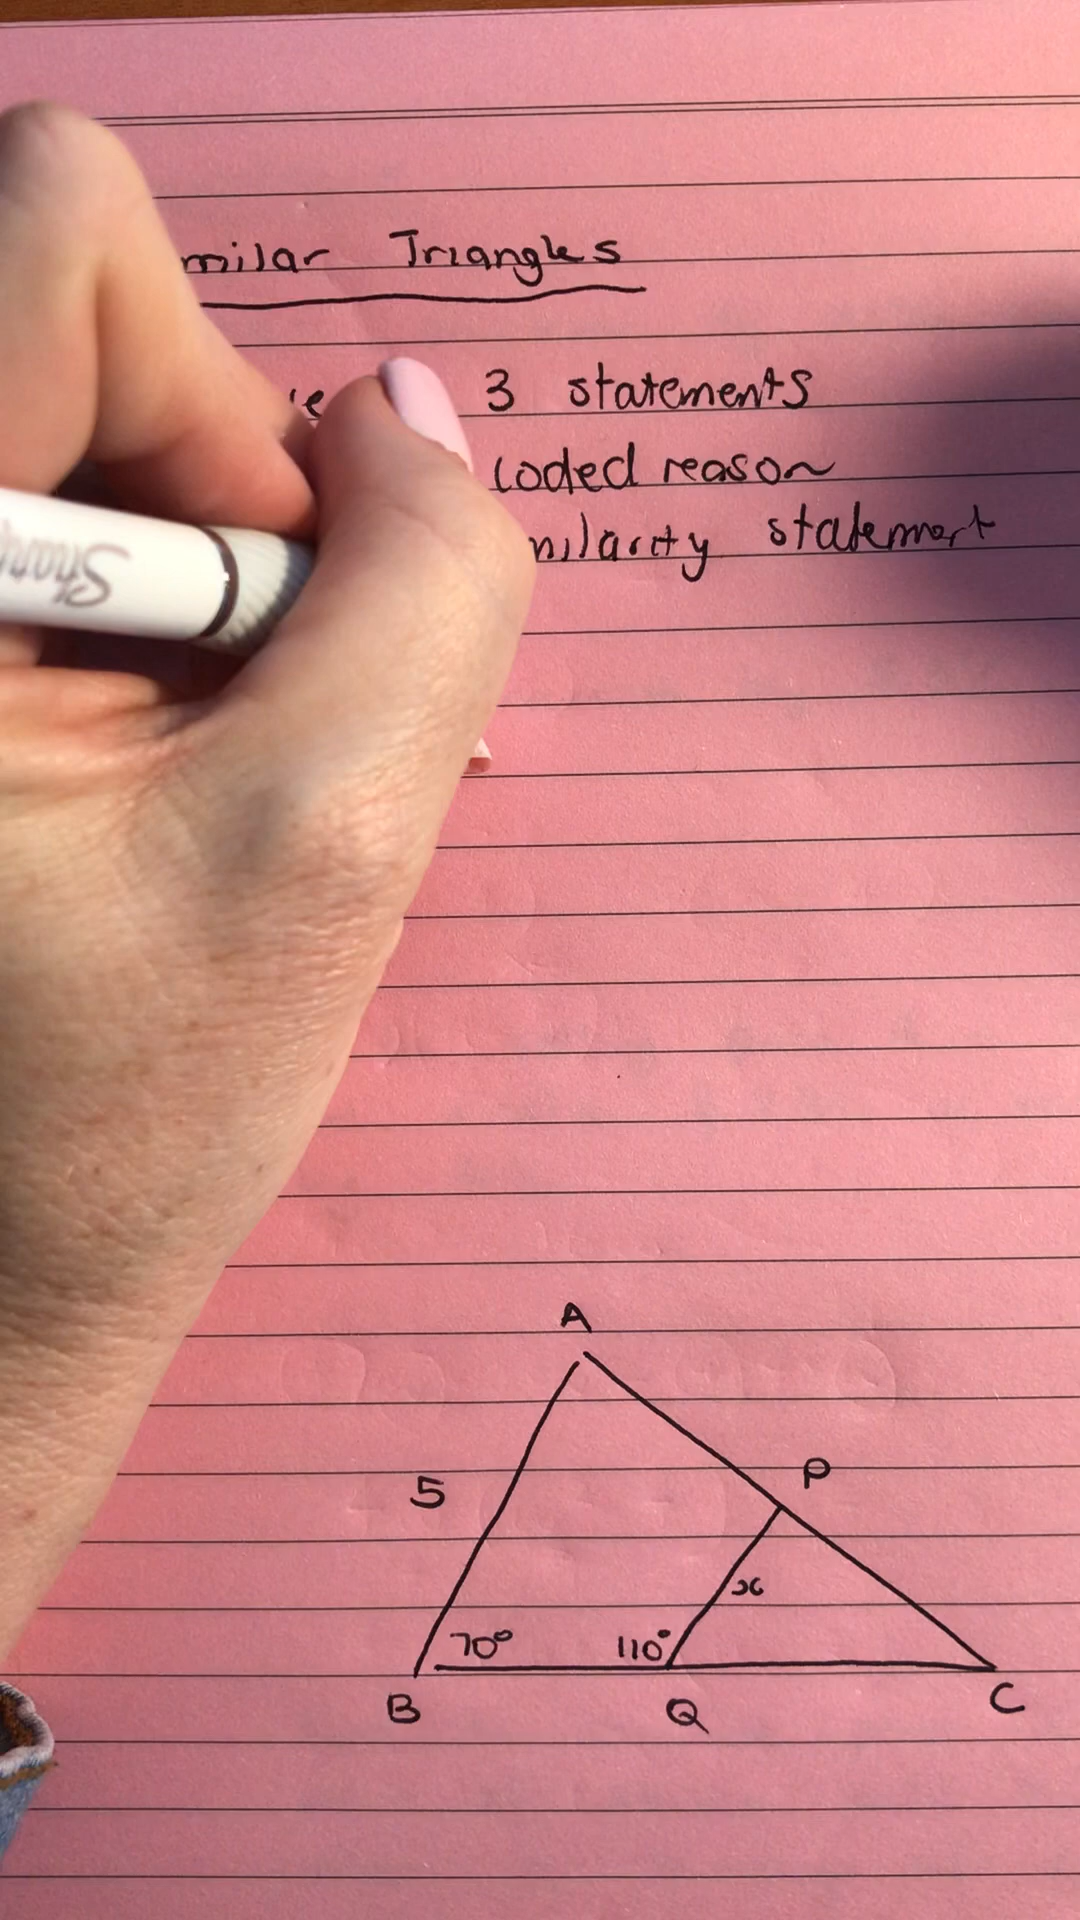 milar Triangles
3 statements
coded reason
milarity statement
A
P
5
x
70° 110°
B Q C